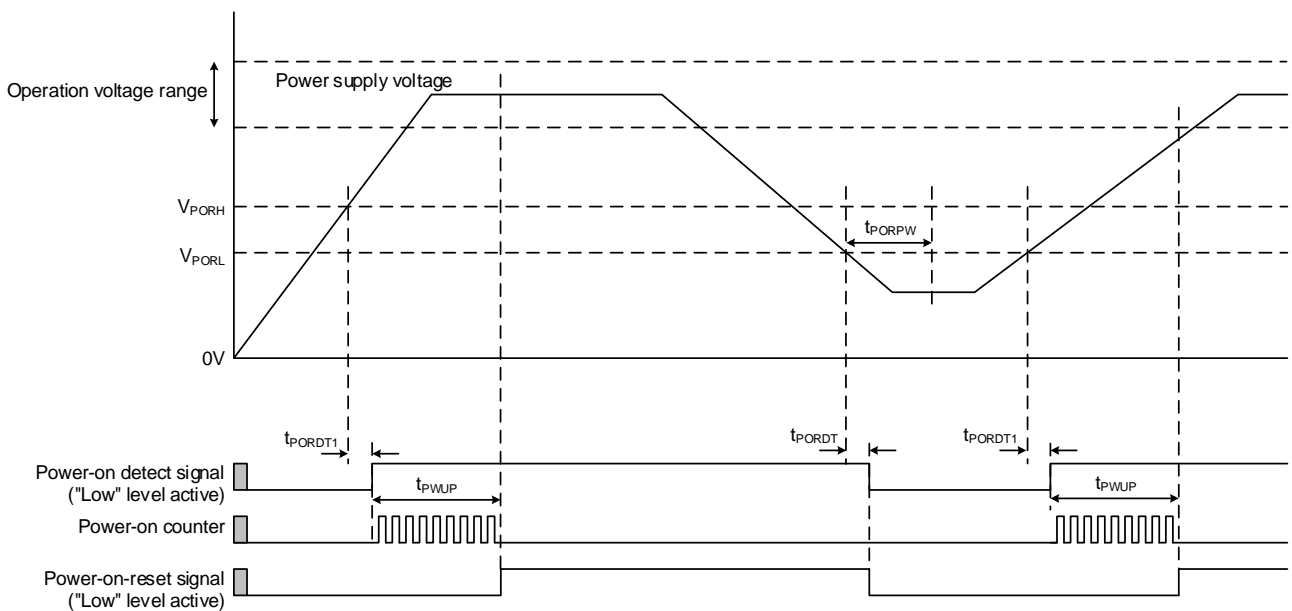 Operation voltage range
Power supply voltage
VPORH
tPORPW
VPORL
0V
tPORDT1
tPORDT
tPORDT1
Power-on detect signal
("Low" level active)
tPWUP
tPWUP
Power-on counter
Power-on-reset signal
("Low" level active)